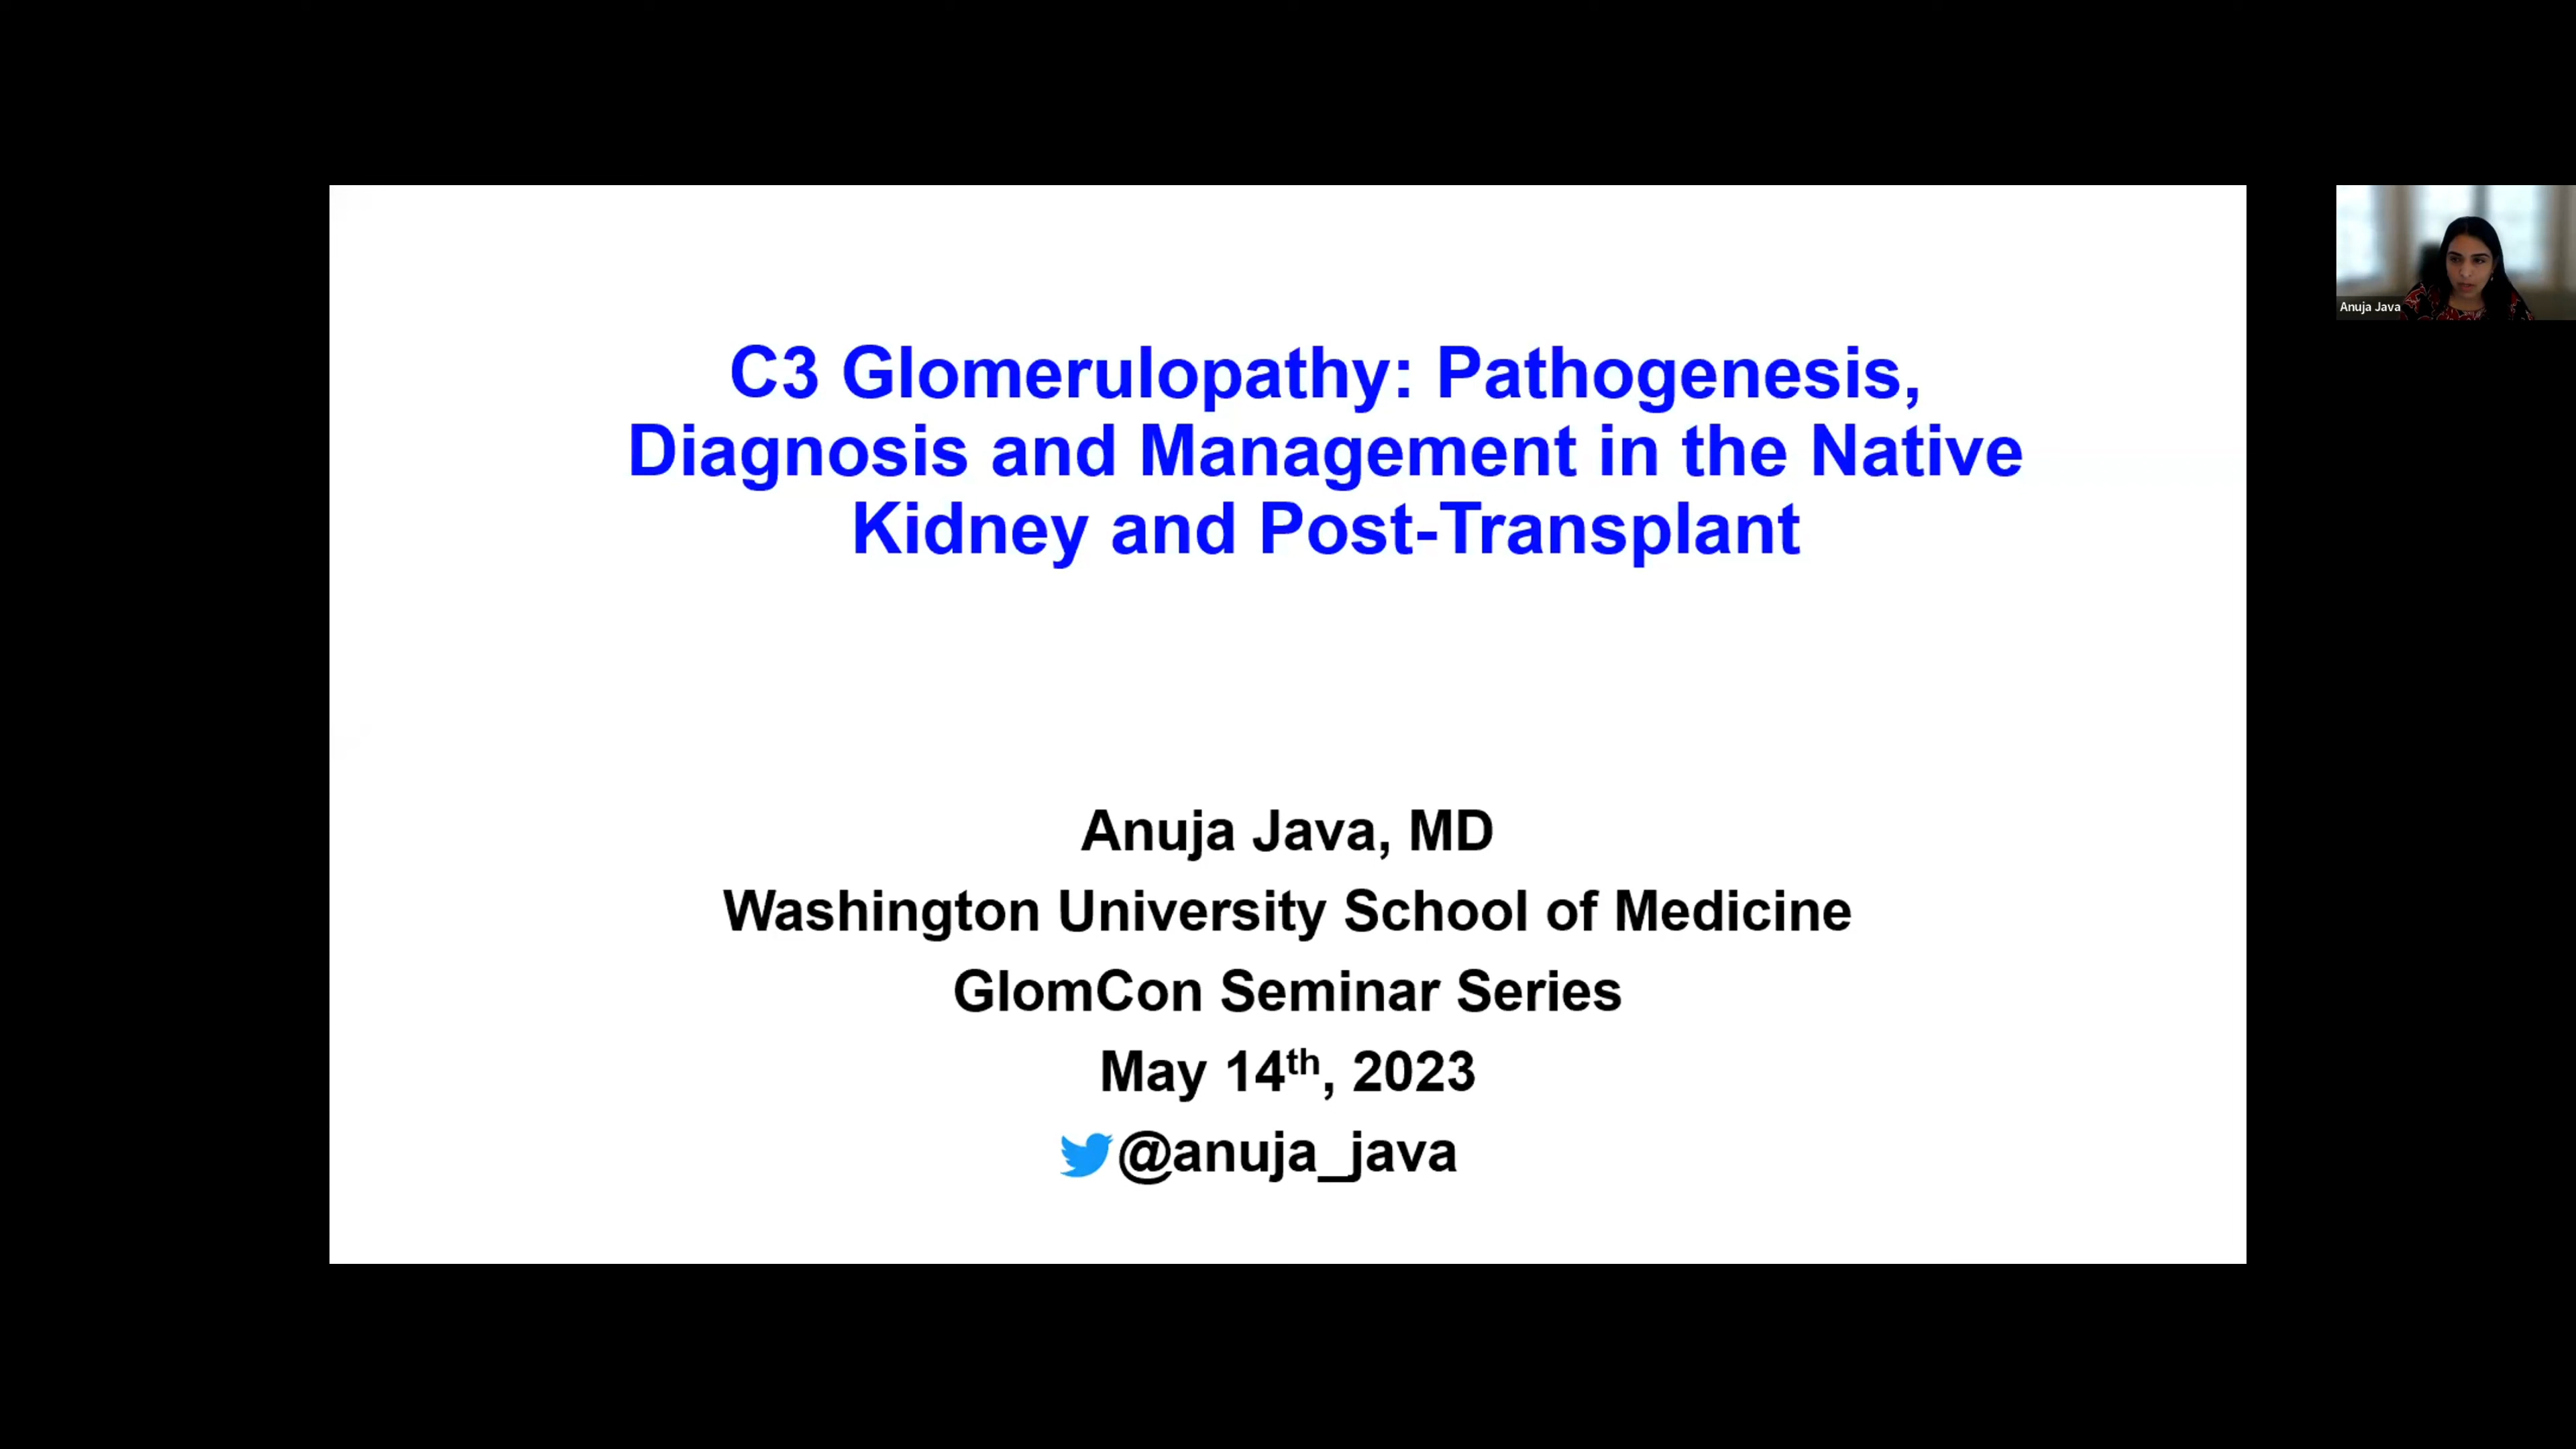 C3 Glomerulopathy: Pathogenesis,
Diagnosis and Management in the Native
Kidney and Post-Transplant
Anuja Java
Anuja Java, MD
Washington University School of Medicine
GlomCon Seminar Series
May 14th, 2023
@anuja_java